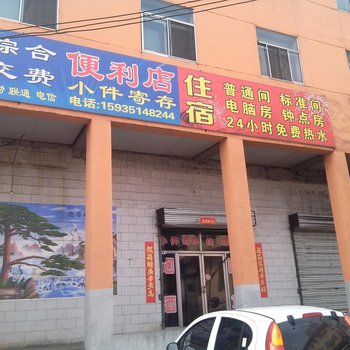 综合
交费
联通 电信
便利店
小件寄存
电话:15935148244
住宿
普通间 标准间
电脑房 钟点房
24小时免费热水
烟酒